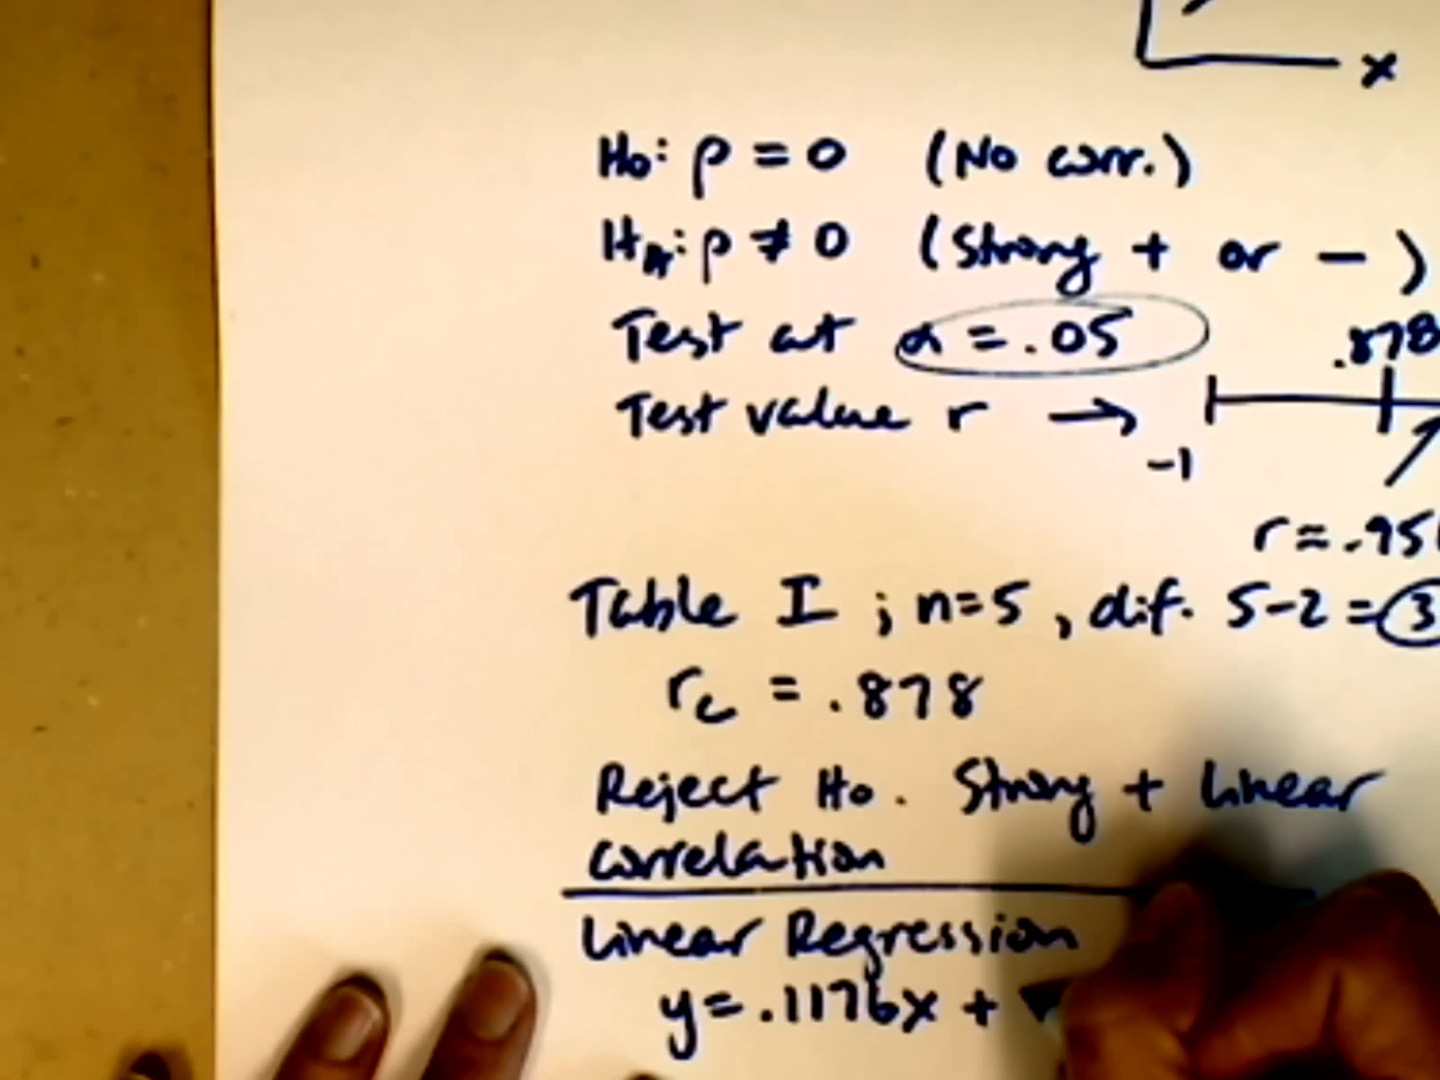 x
Ho: ρ = 0 (No corr.)
HA: ρ ≠ 0 (Strong + or - )
Test at α = .05
.878
Test value r →
-1
r = .95
Table I ; n=5 , d.f. 5-2 = 3
rc = .878
Reject Ho. Strong + Linear
correlation
Linear Regression
y = .1176x +